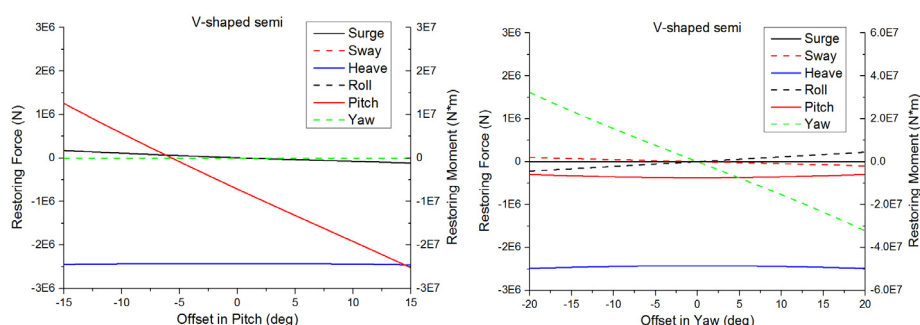 V-shaped semi
Surge
Sway
Heave
Roll
Pitch
Yaw
Restoring Force (N)
3E6
2E6
1E6
0
-1E6
-2E6
-3E6
-15
-10
-5
0
5
10
15
Offset in Pitch (deg)
3E7
2E7
1E7
0
-1E7
-2E7
-3E7
Restoring Moment (N*m)
V-shaped semi
Surge
Sway
Heave
Roll
Pitch
Yaw
Restoring Force (N)
3E6
2E6
1E6
0
-1E6
-2E6
-3E6
-20
-15
-10
-5
0
5
10
15
20
Offset in Yaw (deg)
6.0E7
4.0E7
2.0E7
0.0
-2.0E7
-4.0E7
-6.0E7
Restoring Moment (N*m)